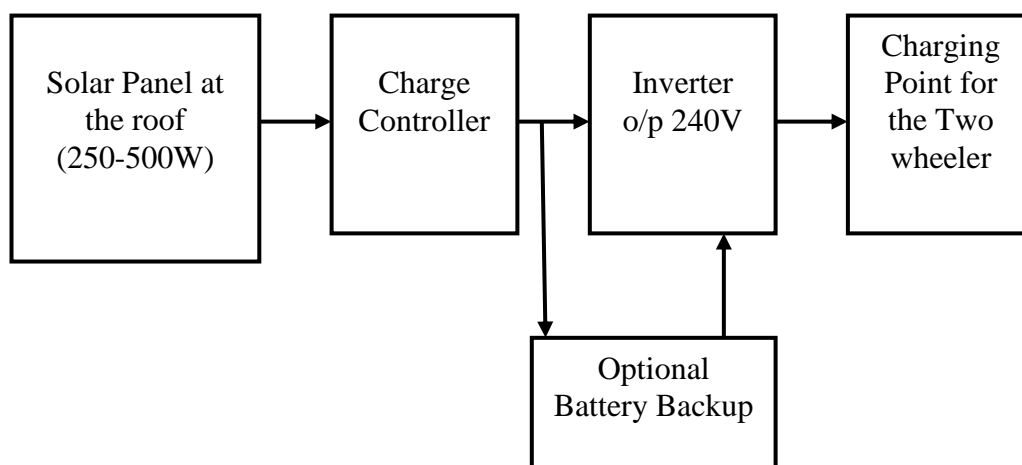 Solar Panel at
the roof
(250-500W)
Charge
Controller
Inverter
o/p 240V
Charging
Point for
the Two
wheeler
Optional
Battery Backup